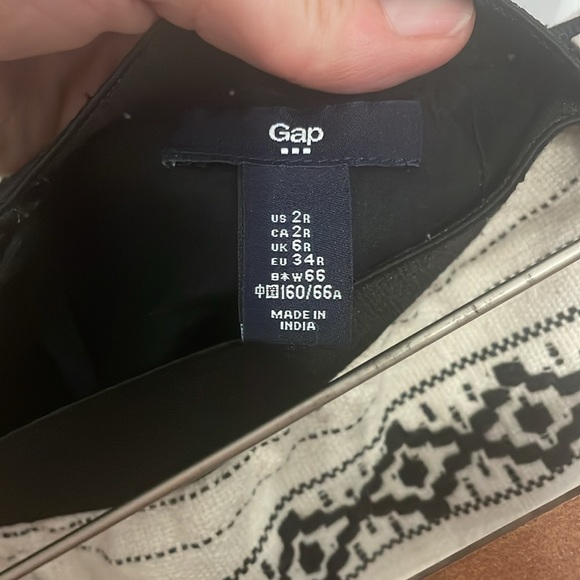 Gap
US 2R
CA 2R
UK 6R
EU 34R
日本W66
中国160/66A
MADE IN
INDIA